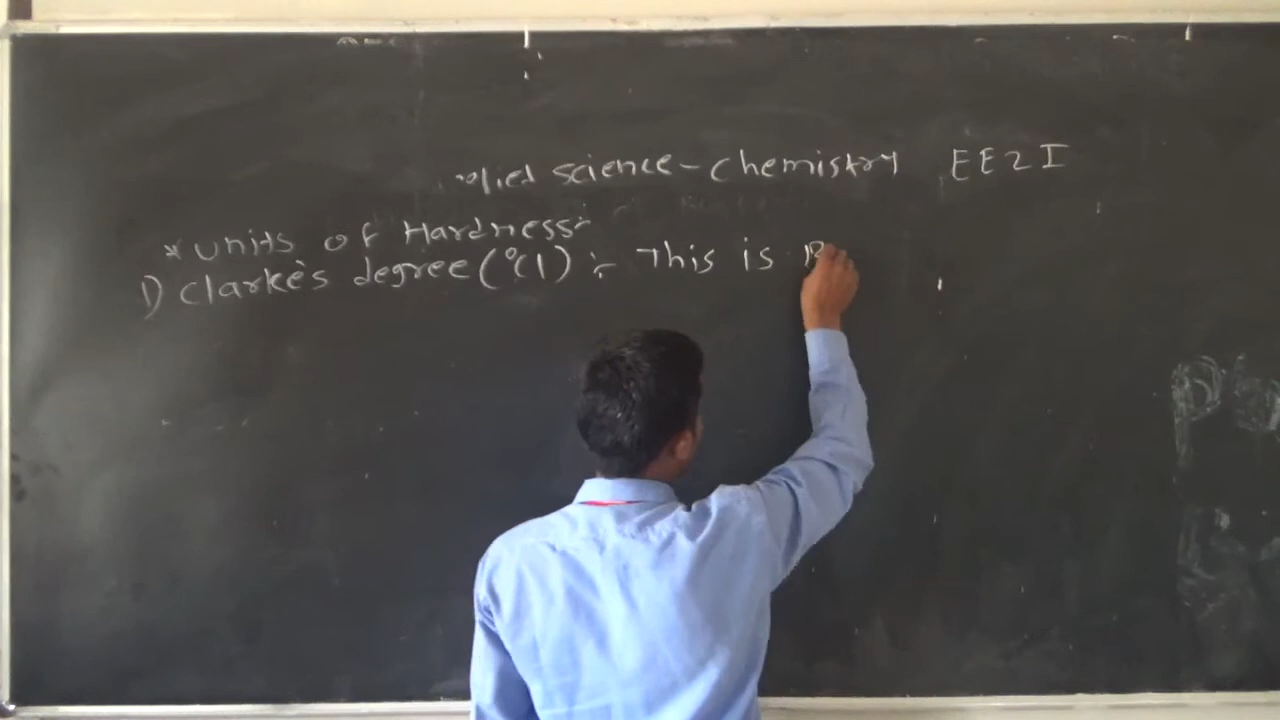 science-chemistry EE2I
* units of Hardness:-
1) Clarke's degree (°Cl) :- This is